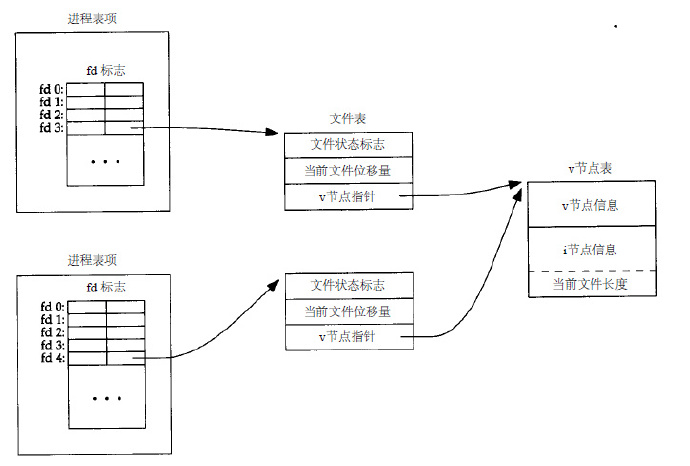 进程表项
fd 标志
fd 0:
fd 1:
fd 2:
fd 3:
文件表
文件状态标志
当前文件位移量
v节点指针
v节点表
v节点信息
i节点信息
当前文件长度
进程表项
fd 标志
fd 0:
fd 1:
fd 2:
fd 3:
fd 4:
文件状态标志
当前文件位移量
v节点指针